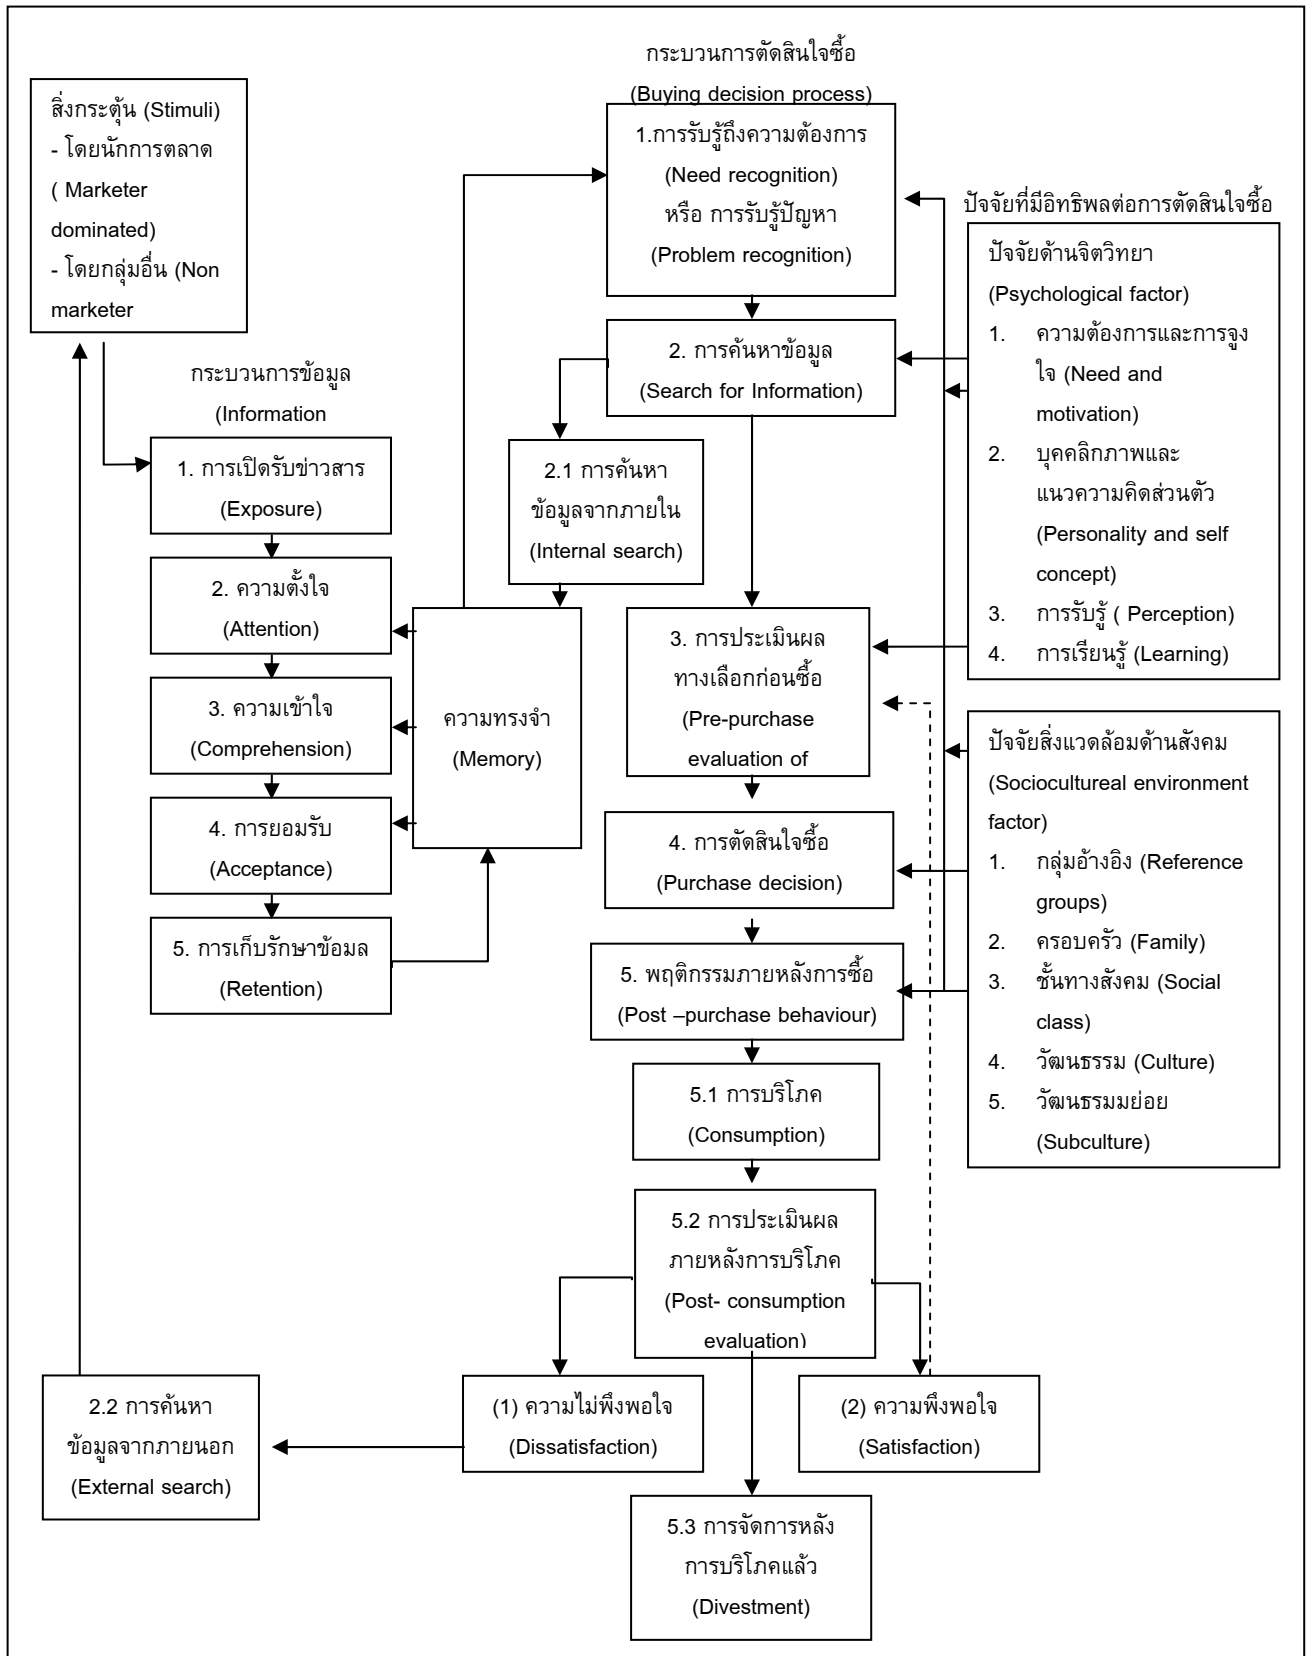 กระบวนการตัดสินใจซื้อ
(Buying decision process)
สิ่งกระตุ้น (Stimuli)
- โดยนักการตลาด
( Marketer
dominated)
- โดยกลุ่มอื่น (Non
marketer
1.การรับรู้ถึงความต้องการ
(Need recognition)
หรือ การรับรู้ปัญหา
(Problem recognition)
ปัจจัยที่มีอิทธิพลต่อการตัดสินใจซื้อ
ปัจจัยด้านจิตวิทยา
(Psychological factor)
1. ความต้องการและการจูง
ใจ (Need and
motivation)
2. บุคคลิกภาพและ
แนวความคิดส่วนตัว
(Personality and self
concept)
3. การรับรู้ ( Perception)
4. การเรียนรู้ (Learning)
2. การค้นหาข้อมูล
(Search for Information)
กระบวนการข้อมูล
(Information
1. การเปิดรับข่าวสาร
(Exposure)
2.1 การค้นหา
ข้อมูลจากภายใน
(Internal search)
2. ความตั้งใจ
(Attention)
3. ความเข้าใจ
(Comprehension)
4. การยอมรับ
(Acceptance)
5. การเก็บรักษาข้อมล
(Retention)
ความทรงจำ
(Memory)
3. การประเมินผล
ทางเลือกก่อนซื้อ
(Pre-purchase
evaluation of
ปัจจัยสิ่งแวดล้อมด้านสังคม
(Sociocultureal environment
factor)
1. กลุ่มอ้างอิง (Reference
groups)
2. ครอบครัว (Family)
3. ชั้นทางสังคม (Social
class)
4. วัฒนธรรม (Culture)
5. วัฒนธรมมย่อย
(Subculture)
4. การตัดสินใจซื้อ
(Purchase decision)
5. พฤติกรรมภายหลังการซื้อ
(Post –purchase behaviour)
5.1 การบริโภค
(Consumption)
5.2 การประเมินผล
ภายหลังการบริโภค
(Post- consumption
evaluation)
2.2 การค้นหา
ข้อมูลจากภายนอก
(External search)
(1) ความไม่พึงพอใจ
(Dissatisfaction)
(2) ความพึงพอใจ
(Satisfaction)
5.3 การจัดการหลัง
การบริโภคแล้ว
(Divestment)